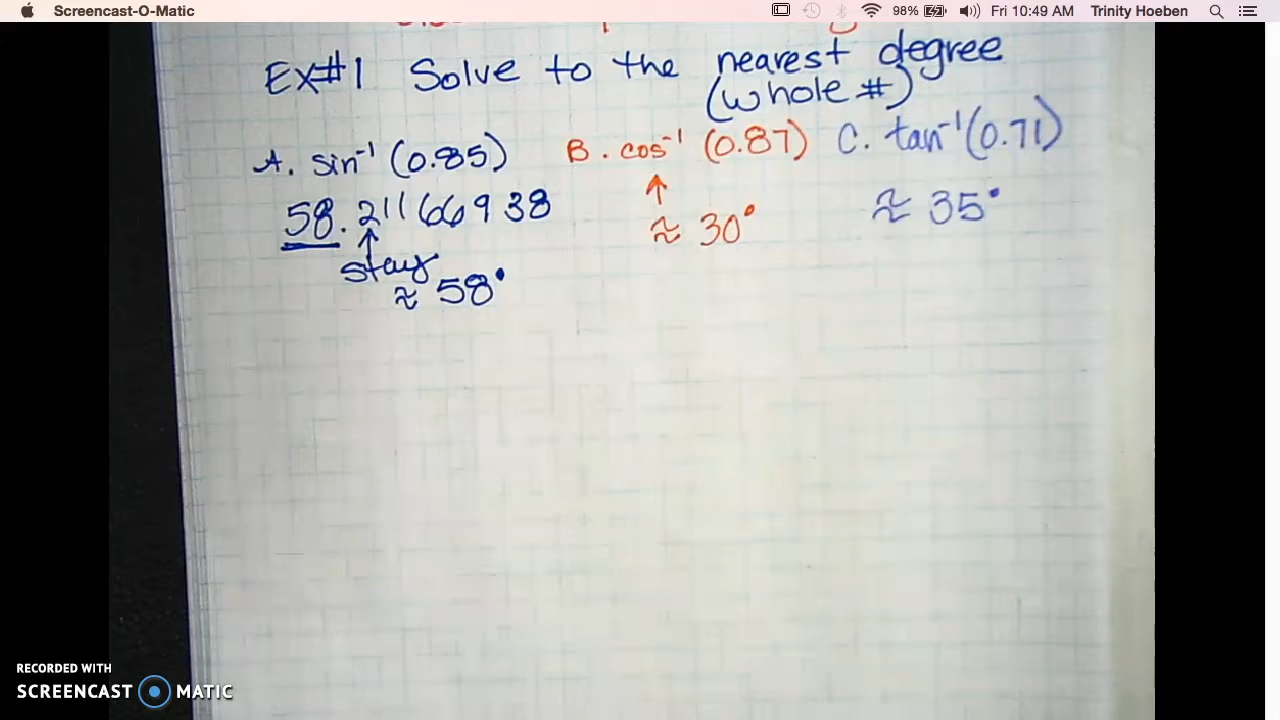 Screencast-O-Matic
98%
Fri 10:49 AM Trinity Hoeben
Ex#1 Solve to the nearest degree
(whole #)
A. sin⁻¹ (0.85)
58.21166938
stay
≈ 58°
B. cos⁻¹ (0.87)
≈ 30°
C. tan⁻¹(0.71)
≈ 35°
RECORDED WITH
SCREENCAST MATIC